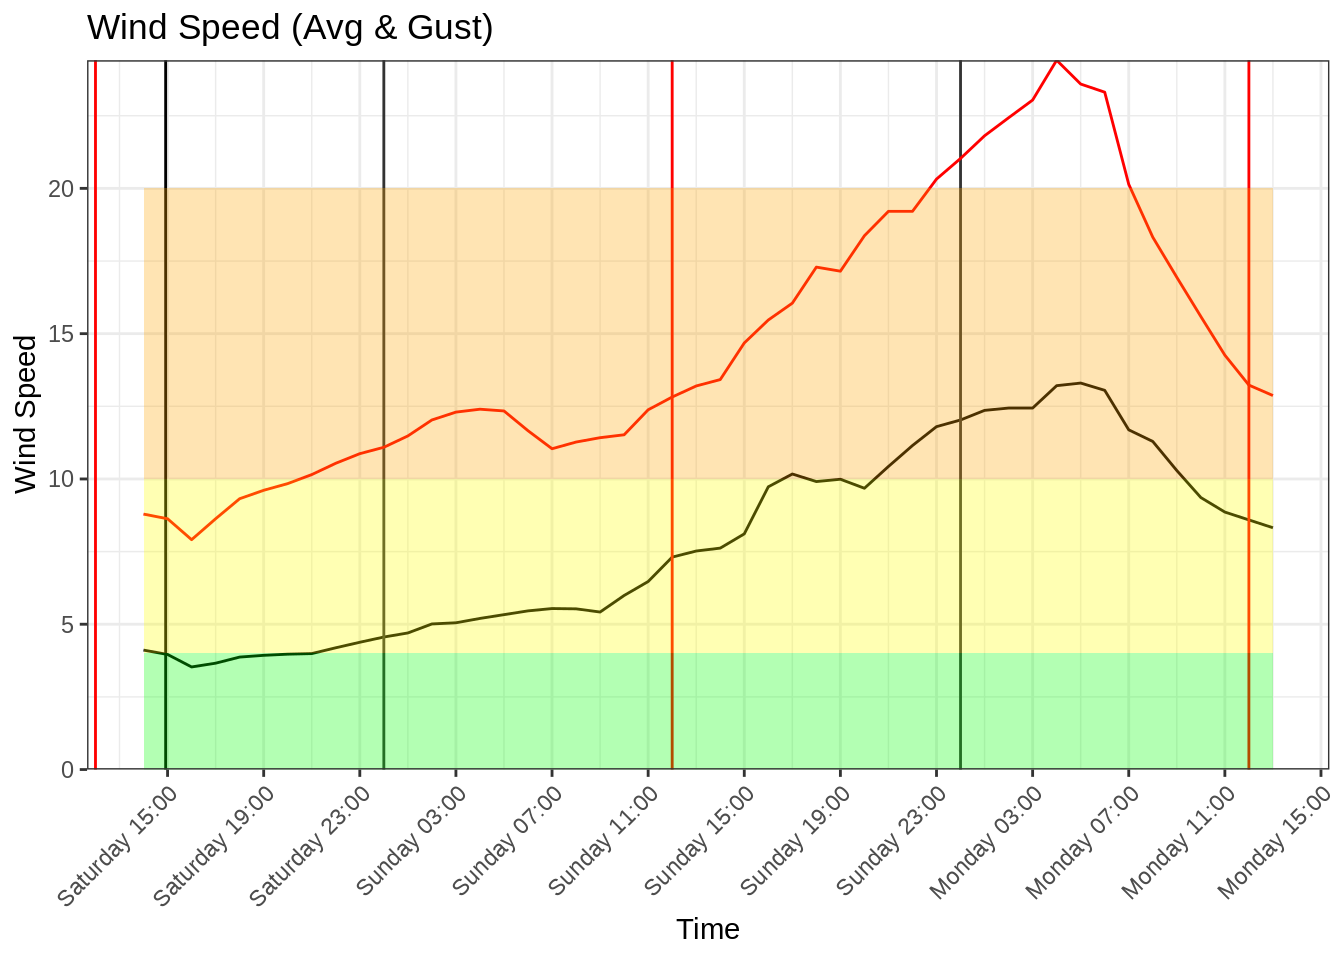 Wind Speed (Avg & Gust)
Wind Speed
20
15
10
5
0
Saturday 15:00
Saturday 19:00
Saturday 23:00
Sunday 03:00
Sunday 07:00
Sunday 11:00
Sunday 15:00
Sunday 19:00
Sunday 23:00
Monday 03:00
Monday 07:00
Monday 11:00
Monday 15:00
Time